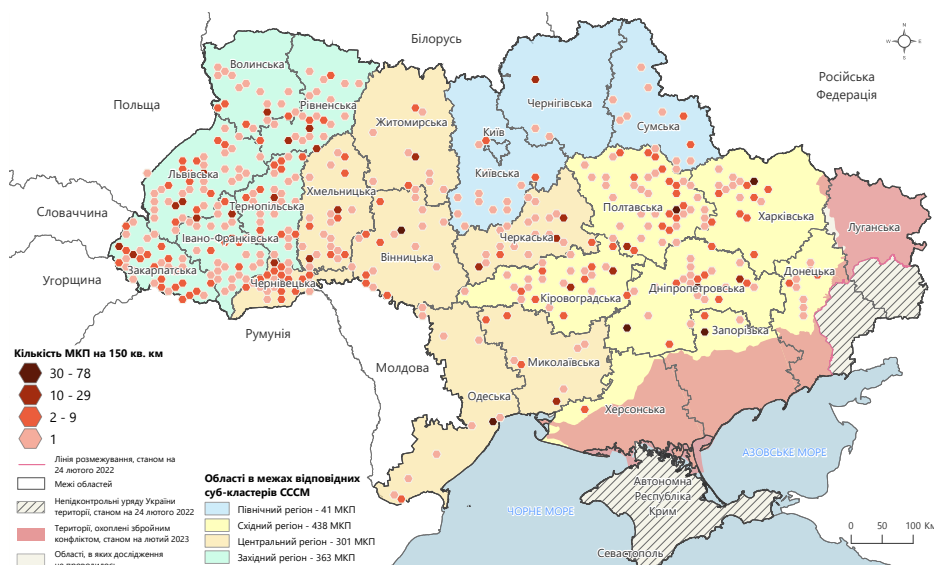 Білорусь
N
W
E
S
Російська
Федерація
Польща
Словаччина
Угорщина
Румунія
Молдова
Волинська
Рівненська
Житомирська
Київ
Київська
Чернігівська
Сумська
Львівська
Тернопільська
Хмельницька
Івано-Франківська
Закарпатська
Чернівецька
Вінницька
Черкаська
Полтавська
Харківська
Луганська
Донецька
Дніпропетровська
Кіровоградська
Запорізька
Миколаївська
Одеська
Херсонська
Автономна
Республіка
Крим
Севастополь
АЗОВСЬКЕ МОРЕ
ЧОРНЕ МОРЕ
Кількість МКП на 150 кв. км
30 - 78
10 - 29
2 - 9
1
Лінія розмежування, станом на
24 лютого 2022
Межі областей
Непідконтрольні уряду України
території, станом на 24 лютого 2022
Території, охоплені збройним
конфліктом, станом на лютий 2023
Області, в яких дослідження
Області в межах відповідних
суб-кластерів СССМ
Північний регіон - 41 МКП
Східний регіон - 438 МКП
Центральний регіон - 301 МКП
Західний регіон - 363 МКП
0 50 100 Км